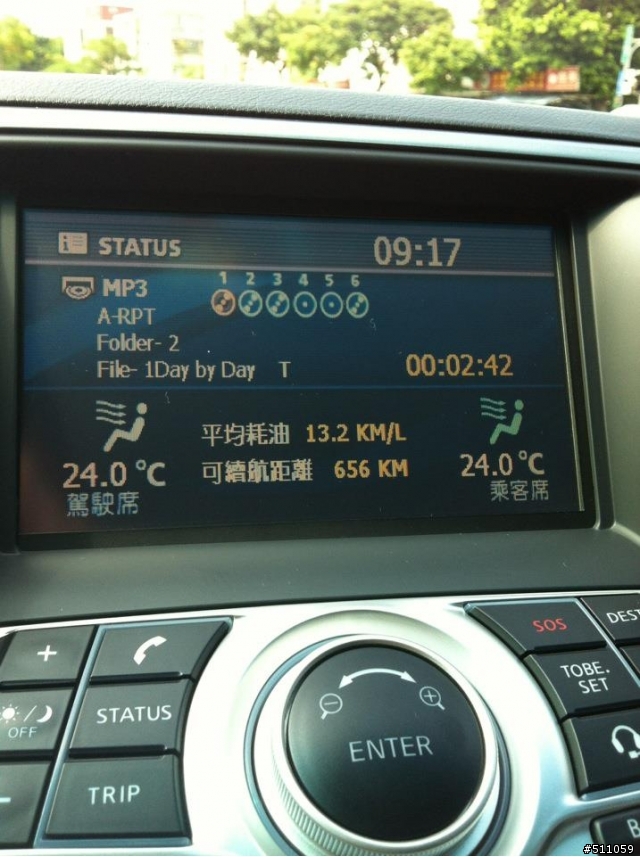 STATUS 09:17
MP3 1 2 3 4 5 6
A-RPT
Folder- 2
File- 1Day by Day T 00:02:42
平均耗油 13.2 KM/L
24.0 °C 可續航距離 656 KM 24.0 °C
駕駛席 乘客席
+ SOS DEST
TOBE.
SET
STATUS
OFF
ENTER
TRIP
#511059